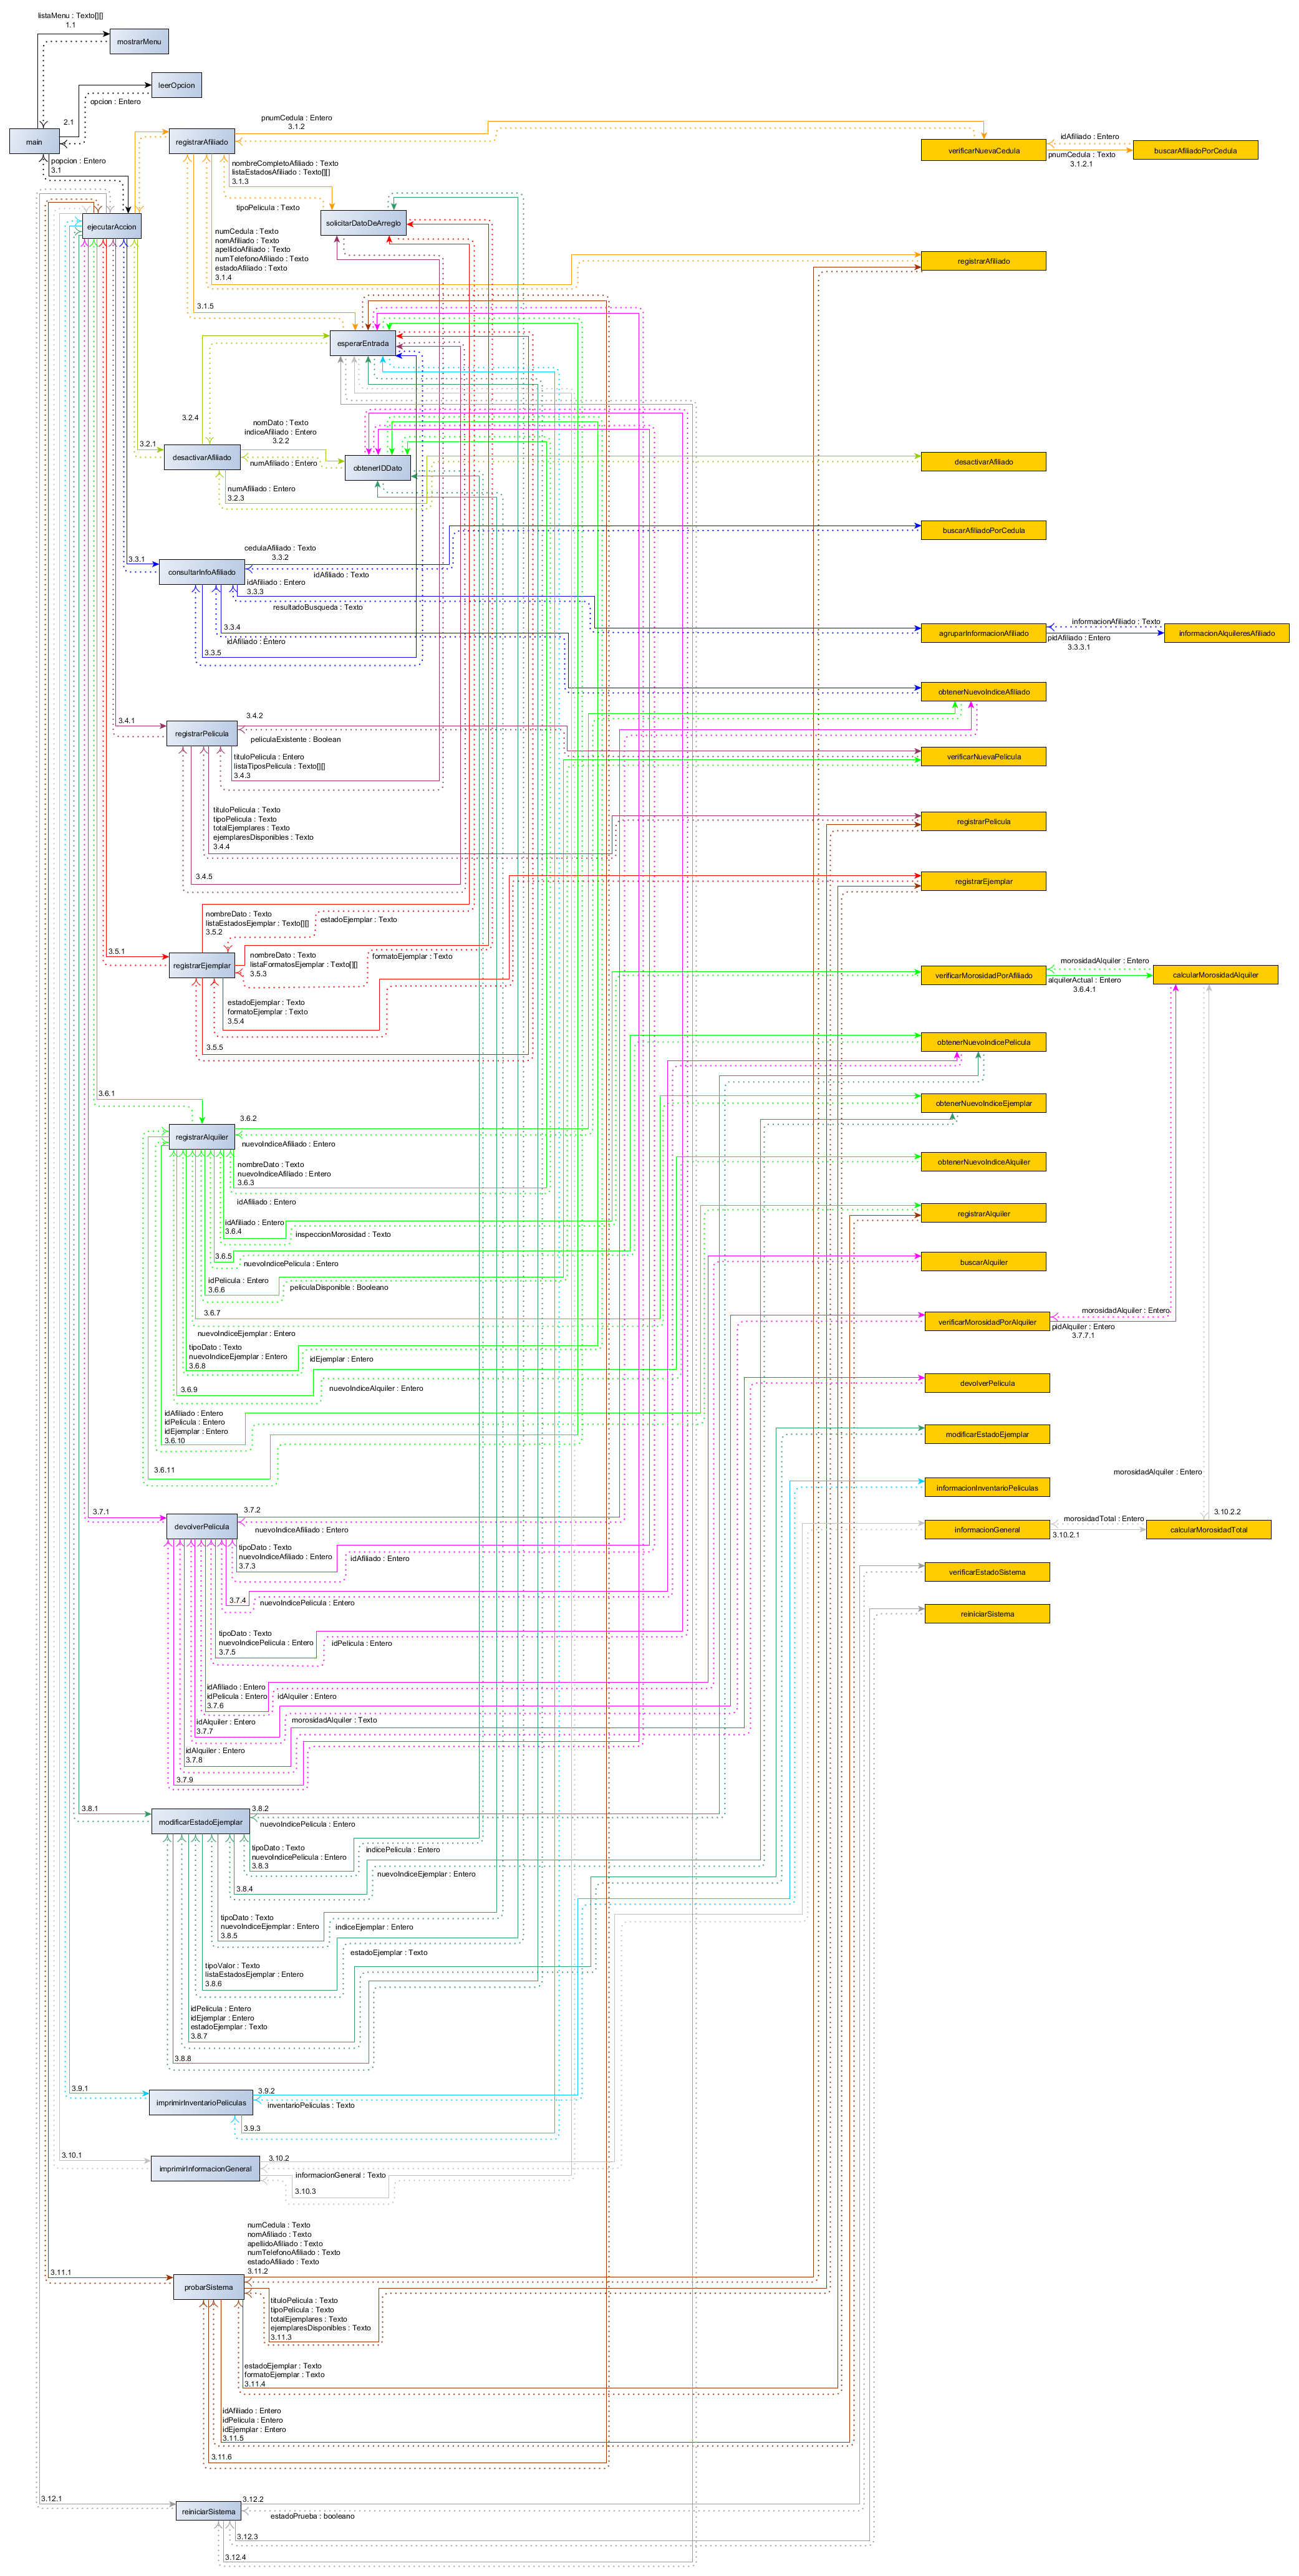 listaMenu : Texto[][]
1.1
mostrarMenu
leerOpcion
opcion : Entero
2.1
main
popcion : Entero
3.1
registrarAfiliado
pnumCedula : Entero
3.1.2
verificarNuevaCedula
idAfiliado : Entero
pnumCedula : Texto
3.1.2.1
buscarAfiliadoPorCedula
nombreCompletoAfiliado : Texto
listaEstadosAfiliado : Texto[][]
3.1.3
tipoPelicula : Texto
solicitarDatoDeArreglo
ejecutarAccion
numCedula : Texto
nomAfiliado : Texto
apellidoAfiliado : Texto
numTelefonoAfiliado : Texto
estadoAfiliado : Texto
3.1.4
registrarAfiliado
3.1.5
esperarEntrada
3.2.4
nomDato : Texto
indiceAfiliado : Entero
3.2.2
3.2.1
desactivarAfiliado
numAfiliado : Entero
obtenerIDDato
desactivarAfiliado
numAfiliado : Entero
3.2.3
buscarAfiliadoPorCedula
cedulaAfiliado : Texto
3.3.2
3.3.1
consultarInfoAfiliado
idAfiliado : Texto
idAfiliado : Entero
3.3.3
resultadoBusqueda : Texto
informacionAfiliado : Texto
3.3.4
agruparInformacionAfiliado
pidAfiliado : Entero
3.3.3.1
informacionAlquileresAfiliado
idAfiliado : Entero
3.3.5
obtenerNuevoIndiceAfiliado
3.4.2
3.4.1
registrarPelicula
peliculaExistente : Boolean
verificarNuevaPelicula
tituloPelicula : Entero
listaTiposPelicula : Texto[][]
3.4.3
tituloPelicula : Texto
tipoPelicula : Texto
totalEjemplares : Texto
ejemplaresDisponibles : Texto
3.4.4
registrarPelicula
3.4.5
registrarEjemplar
nombreDato : Texto
listaEstadosEjemplar : Texto[][]
3.5.2
estadoEjemplar : Texto
3.5.1
registrarEjemplar
nombreDato : Texto
listaFormatosEjemplar : Texto[][]
3.5.3
formatoEjemplar : Texto
verificarMorosidadPorAfiliado
morosidadAlquiler : Entero
alquilerActual : Entero
3.6.4.1
calcularMorosidadAlquiler
estadoEjemplar : Texto
formatoEjemplar : Texto
3.5.4
3.5.5
obtenerNuevoIndicePelicula
3.6.1
obtenerNuevoIndiceEjemplar
3.6.2
registrarAlquiler
nuevoIndiceAfiliado : Entero
obtenerNuevoIndiceAlquiler
nombreDato : Texto
nuevoIndiceAfiliado : Entero
3.6.3
idAfiliado : Entero
registrarAlquiler
idAfiliado : Entero
3.6.4
inspeccionMorosidad : Texto
3.6.5
nuevoIndicePelicula : Entero
buscarAlquiler
idPelicula : Entero
3.6.6
peliculaDisponible : Booleano
3.6.7
nuevoIndiceEjemplar : Entero
verificarMorosidadPorAlquiler
morosidadAlquiler : Entero
pidAlquiler : Entero
3.7.7.1
tipoDato : Texto
nuevoIndiceEjemplar : Entero
3.6.8
idEjemplar : Entero
devolverPelicula
3.6.9
nuevoIndiceAlquiler : Entero
idAfiliado : Entero
idPelicula : Entero
idEjemplar : Entero
3.6.10
modificarEstadoEjemplar
3.6.11
morosidadAlquiler : Entero
informacionInventarioPeliculas
3.7.1
3.7.2
devolverPelicula
nuevoIndiceAfiliado : Entero
informacionGeneral
morosidadTotal : Entero
3.10.2.1
3.10.2.2
calcularMorosidadTotal
tipoDato : Texto
nuevoIndiceAfiliado : Entero
3.7.3
idAfiliado : Entero
verificarEstadoSistema
3.7.4
nuevoIndicePelicula : Entero
reiniciarSistema
tipoDato : Texto
nuevoIndicePelicula : Entero
3.7.5
idPelicula : Entero
idAfiliado : Entero
idPelicula : Entero
3.7.6
idAlquiler : Entero
idAlquiler : Entero
3.7.7
morosidadAlquiler : Texto
idAlquiler : Entero
3.7.8
3.7.9
3.8.1
3.8.2
modificarEstadoEjemplar
nuevoIndicePelicula : Entero
tipoDato : Texto
nuevoIndicePelicula : Entero
3.8.3
indicePelicula : Entero
3.8.4
nuevoIndiceEjemplar : Entero
tipoDato : Texto
nuevoIndiceEjemplar : Entero
3.8.5
indiceEjemplar : Entero
estadoEjemplar : Texto
tipoValor : Texto
listaEstadosEjemplar : Entero
3.8.6
idPelicula : Entero
idEjemplar : Entero
estadoEjemplar : Texto
3.8.7
3.8.8
3.9.1
3.9.2
imprimirInventarioPeliculas
inventarioPeliculas : Texto
3.9.3
3.10.1
3.10.2
imprimirInformacionGeneral
informacionGeneral : Texto
3.10.3
numCedula : Texto
nomAfiliado : Texto
apellidoAfiliado : Texto
numTelefonoAfiliado : Texto
estadoAfiliado : Texto
3.11.2
3.11.1
probarSistema
tituloPelicula : Texto
tipoPelicula : Texto
totalEjemplares : Texto
ejemplaresDisponibles : Texto
3.11.3
estadoEjemplar : Texto
formatoEjemplar : Texto
3.11.4
idAfiliado : Entero
idPelicula : Entero
idEjemplar : Entero
3.11.5
3.11.6
3.12.1
3.12.2
reiniciarSistema
estadoPrueba : booleano
3.12.3
3.12.4